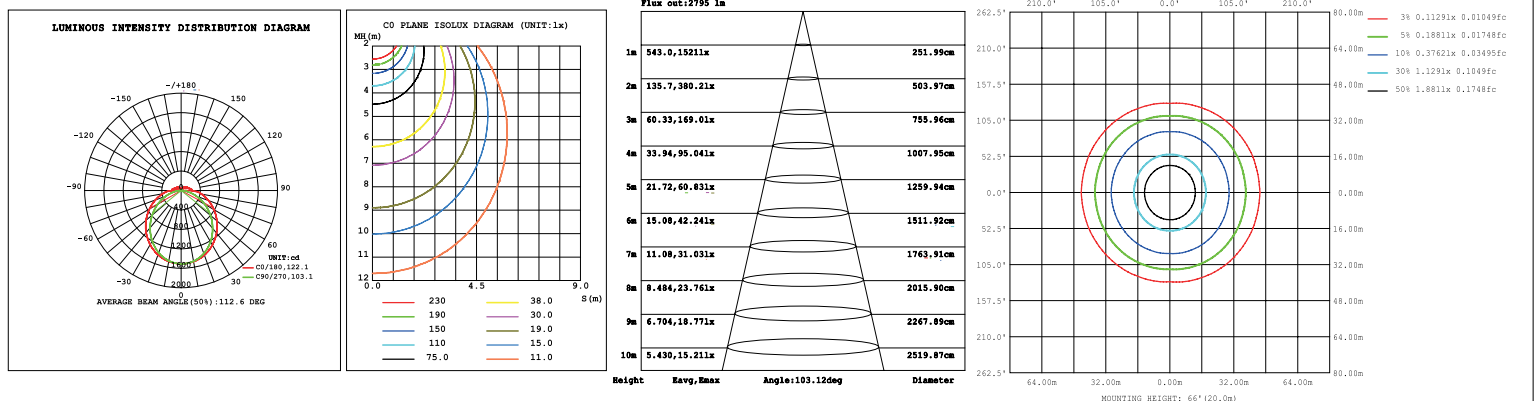 LUMINOUS INTENSITY DISTRIBUTION DIAGRAM
-/+180
-150 150
-120 120
-90 90
-60 60
-30 30
0
0
400
800
1200
1600
2000
UNIT:cd
C0/180,122.1
C90/270,103.1
AVERAGE BEAM ANGLE(50%):112.6 DEG
C0 PLANE ISOLUX DIAGRAM (UNIT:lx)
MH(m)
2
3
4
5
6
7
8
9
10
11
12
0.0 4.5 9.0
S(m)
230 38.0
190 30.0
150 19.0
110 15.0
75.0 11.0
Flux out:2795 lm
1m 543.0,1521lx 251.99cm
2m 135.7,380.2lx 503.97cm
3m 60.33,169.0lx 755.96cm
4m 33.94,95.04lx 1007.95cm
5m 21.72,60.83lx 1259.94cm
6m 15.08,42.24lx 1511.92cm
7m 11.08,31.03lx 1763.91cm
8m 8.484,23.76lx 2015.90cm
9m 6.704,18.77lx 2267.89cm
10m 5.430,15.21lx 2519.87cm
Height Eavg,Emax Angle:103.12deg Diameter
210.0' 105.0' 0.0' 105.0' 210.0'
262.5' 80.00m
210.0' 64.00m
157.5' 48.00m
105.0' 32.00m
52.5' 16.00m
0.0' 0.00m
52.5' 16.00m
105.0' 32.00m
157.5' 48.00m
210.0' 64.00m
262.5' 80.00m
64.00m 32.00m 0.00m 32.00m 64.00m
MOUNTING HEIGHT: 66'(20.0m)
3% 0.1129lx 0.01049fc
5% 0.1881lx 0.01748fc
10% 0.3762lx 0.03495fc
30% 1.129lx 0.1049fc
50% 1.881lx 0.1748fc